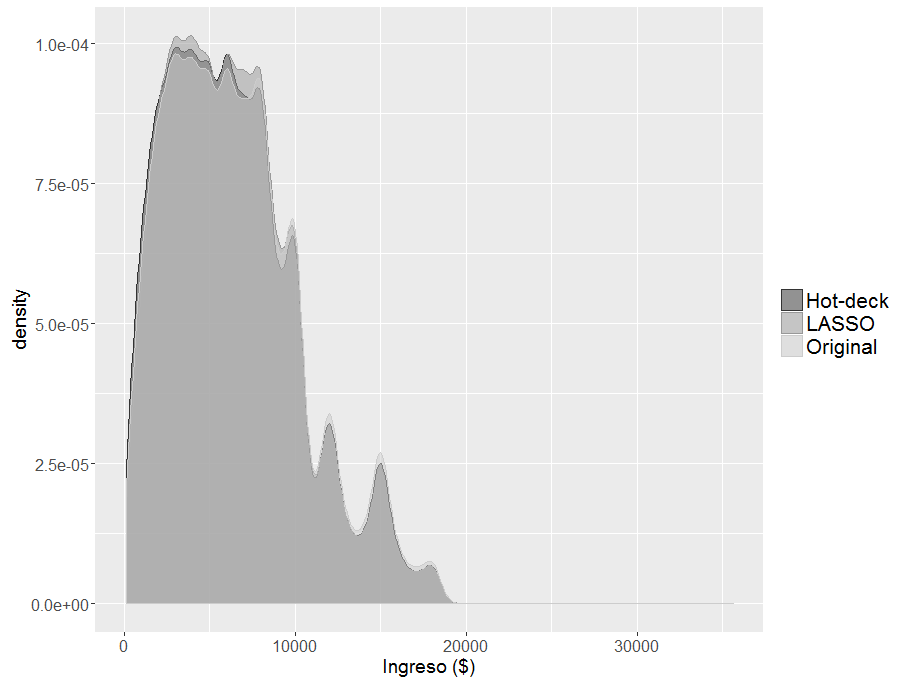 1.0e-04
7.5e-05
5.0e-05
2.5e-05
0.0e+00
density
0
10000
20000
30000
Ingreso ($)
Hot-deck
LASSO
Original